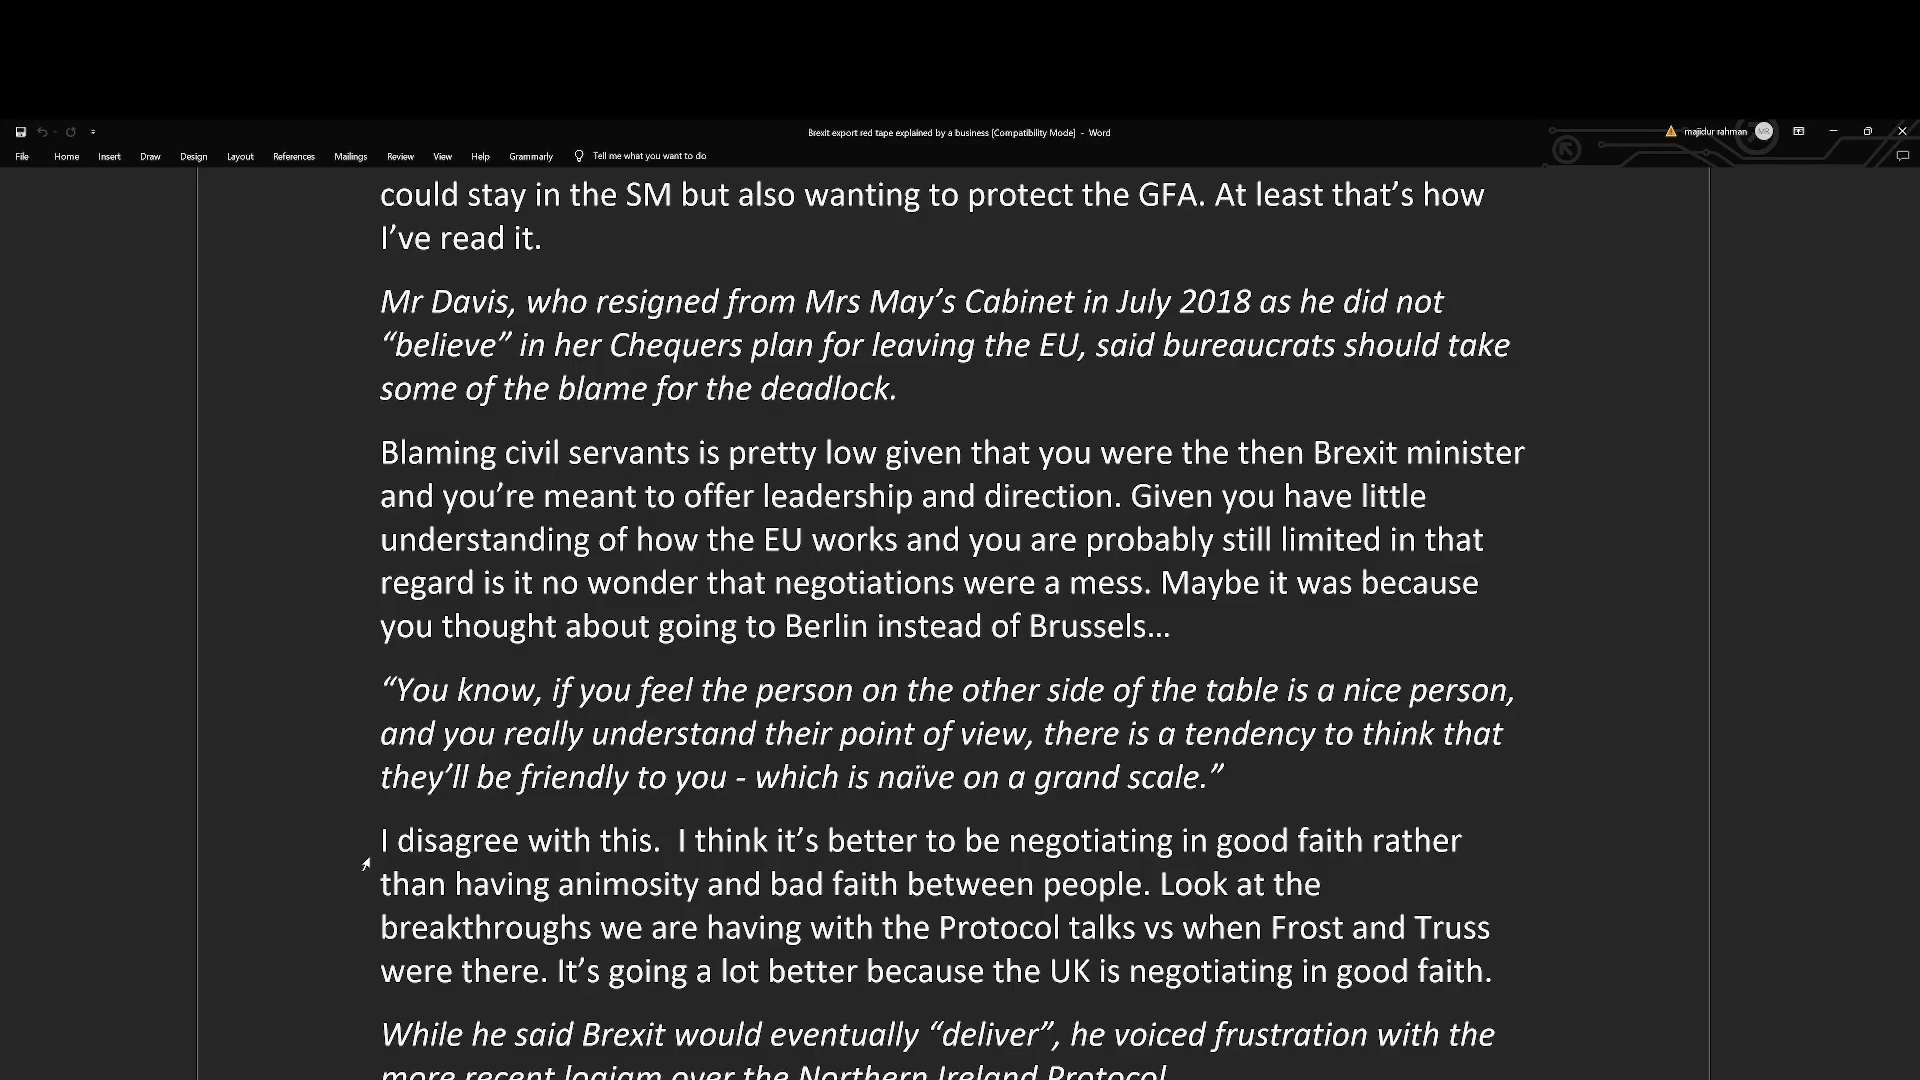 Brexit export red tape explained by a business [Compatibility Mode] - Word
majidur rahman
MR
File Home Insert Draw Design Layout References Mailings Review View Help Grammarly Tell me what you want to do
could stay in the SM but also wanting to protect the GFA. At least that’s how
I’ve read it.
Mr Davis, who resigned from Mrs May’s Cabinet in July 2018 as he did not
“believe” in her Chequers plan for leaving the EU, said bureaucrats should take
some of the blame for the deadlock.
Blaming civil servants is pretty low given that you were the then Brexit minister
and you’re meant to offer leadership and direction. Given you have little
understanding of how the EU works and you are probably still limited in that
regard is it no wonder that negotiations were a mess. Maybe it was because
you thought about going to Berlin instead of Brussels…
“You know, if you feel the person on the other side of the table is a nice person,
and you really understand their point of view, there is a tendency to think that
they’ll be friendly to you - which is naïve on a grand scale.”
I disagree with this.  I think it’s better to be negotiating in good faith rather
than having animosity and bad faith between people. Look at the
breakthroughs we are having with the Protocol talks vs when Frost and Truss
were there. It’s going a lot better because the UK is negotiating in good faith.
While he said Brexit would eventually “deliver”, he voiced frustration with the
more recent logjam over the Northern Ireland Protocol